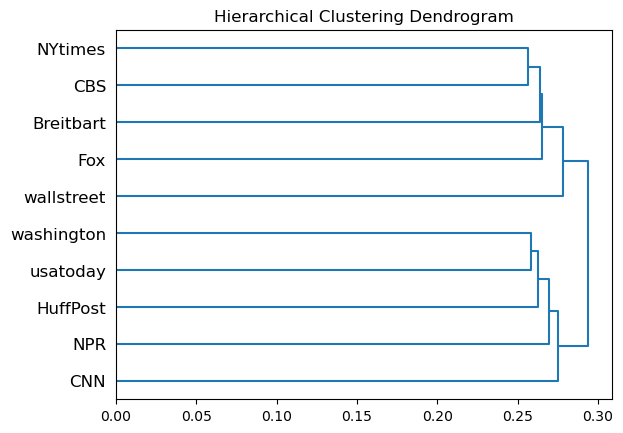 Hierarchical Clustering Dendrogram
NYtimes
CBS
Breitbart
Fox
wallstreet
washington
usatoday
HuffPost
NPR
CNN
0.00 0.05 0.10 0.15 0.20 0.25 0.30